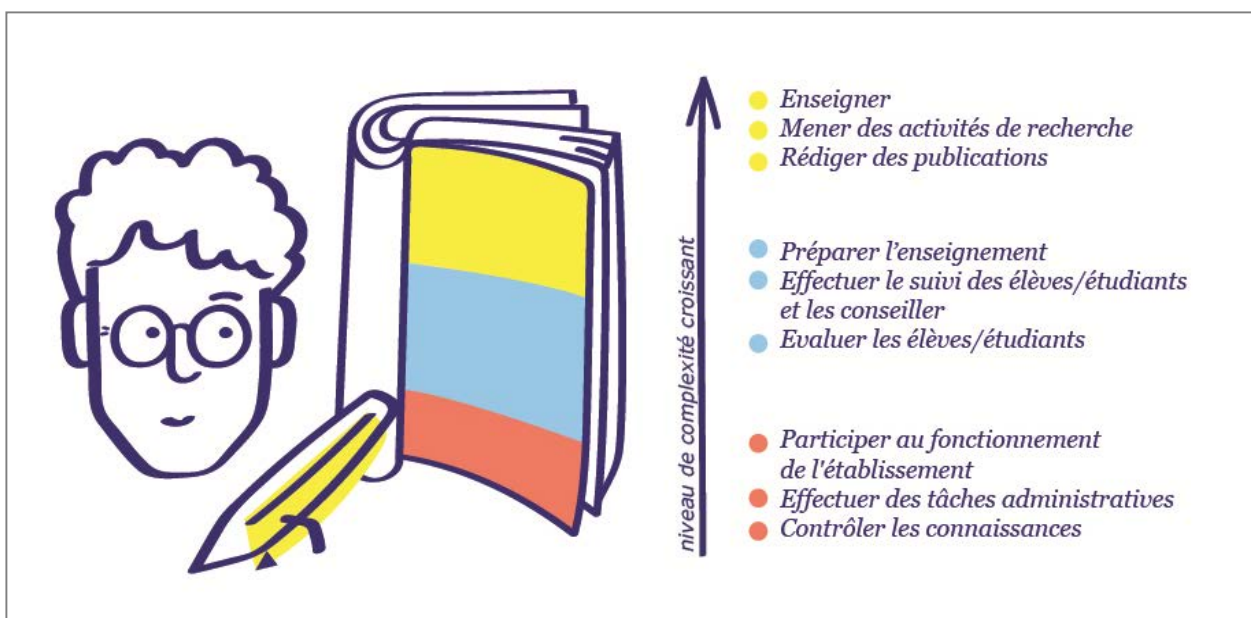 Enseigner
Mener des activités de recherche
Rédiger des publications
niveau de complexité croissant
Préparer l'enseignement
Effectuer le suivi des élèves/étudiants
et les conseiller
Evaluer les élèves/étudiants
Participer au fonctionnement
de l'établissement
Effectuer des tâches administratives
Contrôler les connaissances